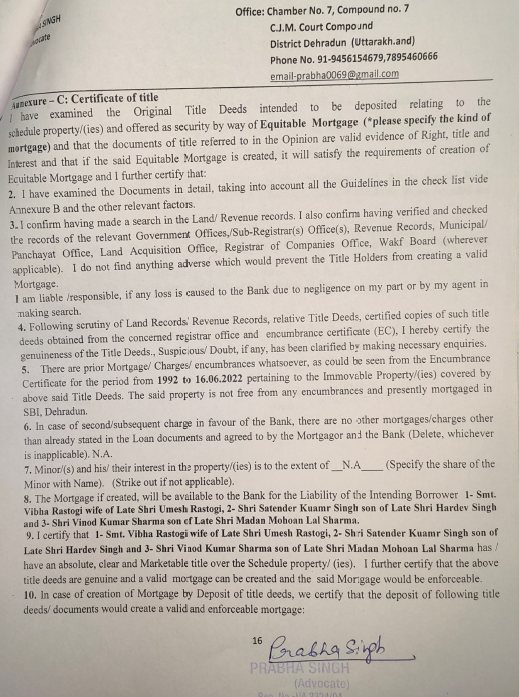 SINGH
Office: Chamber No. 7, Compound no. 7
C.J.M. Court Compound
District Dehradun (Uttarakh.and)
Phone No. 91-9456154679,7895460666
email-prabha0069@gmail.com
Annexure – C: Certificate of title
I have examined the Original Title Deeds intended to be deposited relating to the
schedule property/(ies) and offered as security by way of Equitable Mortgage (*please specify the kind of
mortgage) and that the documents of title referred to in the Opinion are valid evidence of Right, title and
Interest and that if the said Equitable Mortgage is created, it will satisfy the requirements of creation of
Equitable Mortgage and I further certify that:
2. I have examined the Documents in detail, taking into account all the Guidelines in the check list vide
Annexure B and the other relevant factors.
3. I confirm having made a search in the Land/ Revenue records. I also confirm having verified and checked
the records of the relevant Government Offices,/Sub-Registrar(s) Office(s), Revenue Records, Municipal/
Panchayat Office, Land Acquisition Office, Registrar of Companies Office, Wakf Board (wherever
applicable). I do not find anything adverse which would prevent the Title Holders from creating a valid
Mortgage.
I am liable /responsible, if any loss is caused to the Bank due to negligence on my part or by my agent in
making search.
4. Following scrutiny of Land Records/ Revenue Records, relative Title Deeds, certified copies of such title
deeds obtained from the concerned registrar office and encumbrance certificate (EC), I hereby certify the
genuineness of the Title Deeds., Suspicious/ Doubt, if any, has been clarified by making necessary enquiries.
5. There are prior Mortgage/ Charges/ encumbrances whatsoever, as could be seen from the Encumbrance
Certificate for the period from 1992 to 16.06.2022 pertaining to the Immovable Property/(ies) covered by
above said Title Deeds. The said property is not free from any encumbrances and presently mortgaged in
SBI, Dehradun.
6. In case of second/subsequent charge in favour of the Bank, there are no other mortgages/charges other
than already stated in the Loan documents and agreed to by the Mortgagor and the Bank (Delete, whichever
is inapplicable). N.A.
7. Minor/(s) and his/ their interest in the property/(ies) is to the extent of __N.A____ (Specify the share of the
Minor with Name). (Strike out if not applicable).
8. The Mortgage if created, will be available to the Bank for the Liability of the Intending Borrower 1- Smt.
Vibha Rastogi wife of Late Shri Umesh Rastogi, 2- Shri Satender Kuamr Singh son of Late Shri Hardev Singh
and 3- Shri Vinod Kumar Sharma son of Late Shri Madan Mohoan Lal Sharma.
9. I certify that 1- Smt. Vibha Rastogi wife of Late Shri Umesh Rastogi, 2- Shri Satender Kuamr Singh son of
Late Shri Hardev Singh and 3- Shri Vinod Kumar Sharma son of Late Shri Madan Mohoan Lal Sharma has /
have an absolute, clear and Marketable title over the Schedule property/ (ies). I further certify that the above
title deeds are genuine and a valid mortgage can be created and the said Mortgage would be enforceable.
10. In case of creation of Mortgage by Deposit of title deeds, we certify that the deposit of following title
deeds/ documents would create a valid and enforceable mortgage:
16
Prabha Singh
PRABHA SINGH
(Advocate)